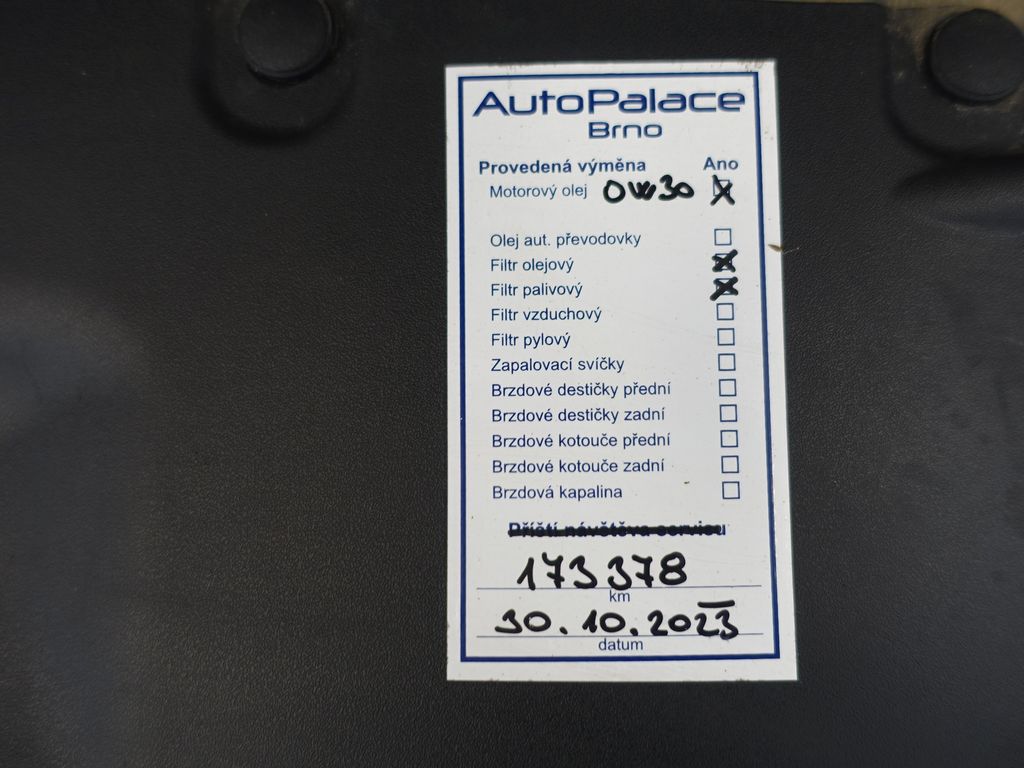 AutoPalace
Brno
Provedená výměna Ano
Motorový olej 0W30 X
Olej aut. převodovky
Filtr olejový X
Filtr palivový X
Filtr vzduchový
Filtr pylový
Zapalovací svíčky
Brzdové destičky přední
Brzdové destičky zadní
Brzdové kotouče přední
Brzdové kotouče zadní
Brzdová kapalina
Příští návštěva servisu
173 378
km
30.10.2023
datum